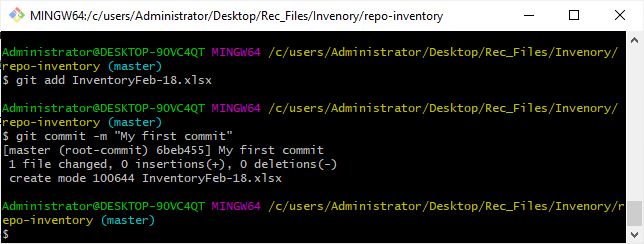 MINGW64:/c/users/Administrator/Desktop/Rec_Files/Invenory/repo-inventory
Administrator@DESKTOP-9OVC4QT MINGW64 /c/users/Administrator/Desktop/Rec_Files/Invenory/
repo-inventory (master)
$ git add InventoryFeb-18.xlsx
Administrator@DESKTOP-9OVC4QT MINGW64 /c/users/Administrator/Desktop/Rec_Files/Invenory/
repo-inventory (master)
$ git commit -m "My first commit"
[master (root-commit) 6beb455] My first commit
1 file changed, 0 insertions(+), 0 deletions(-)
create mode 100644 InventoryFeb-18.xlsx
Administrator@DESKTOP-9OVC4QT MINGW64 /c/users/Administrator/Desktop/Rec_Files/Invenory/r
epo-inventory (master)
$